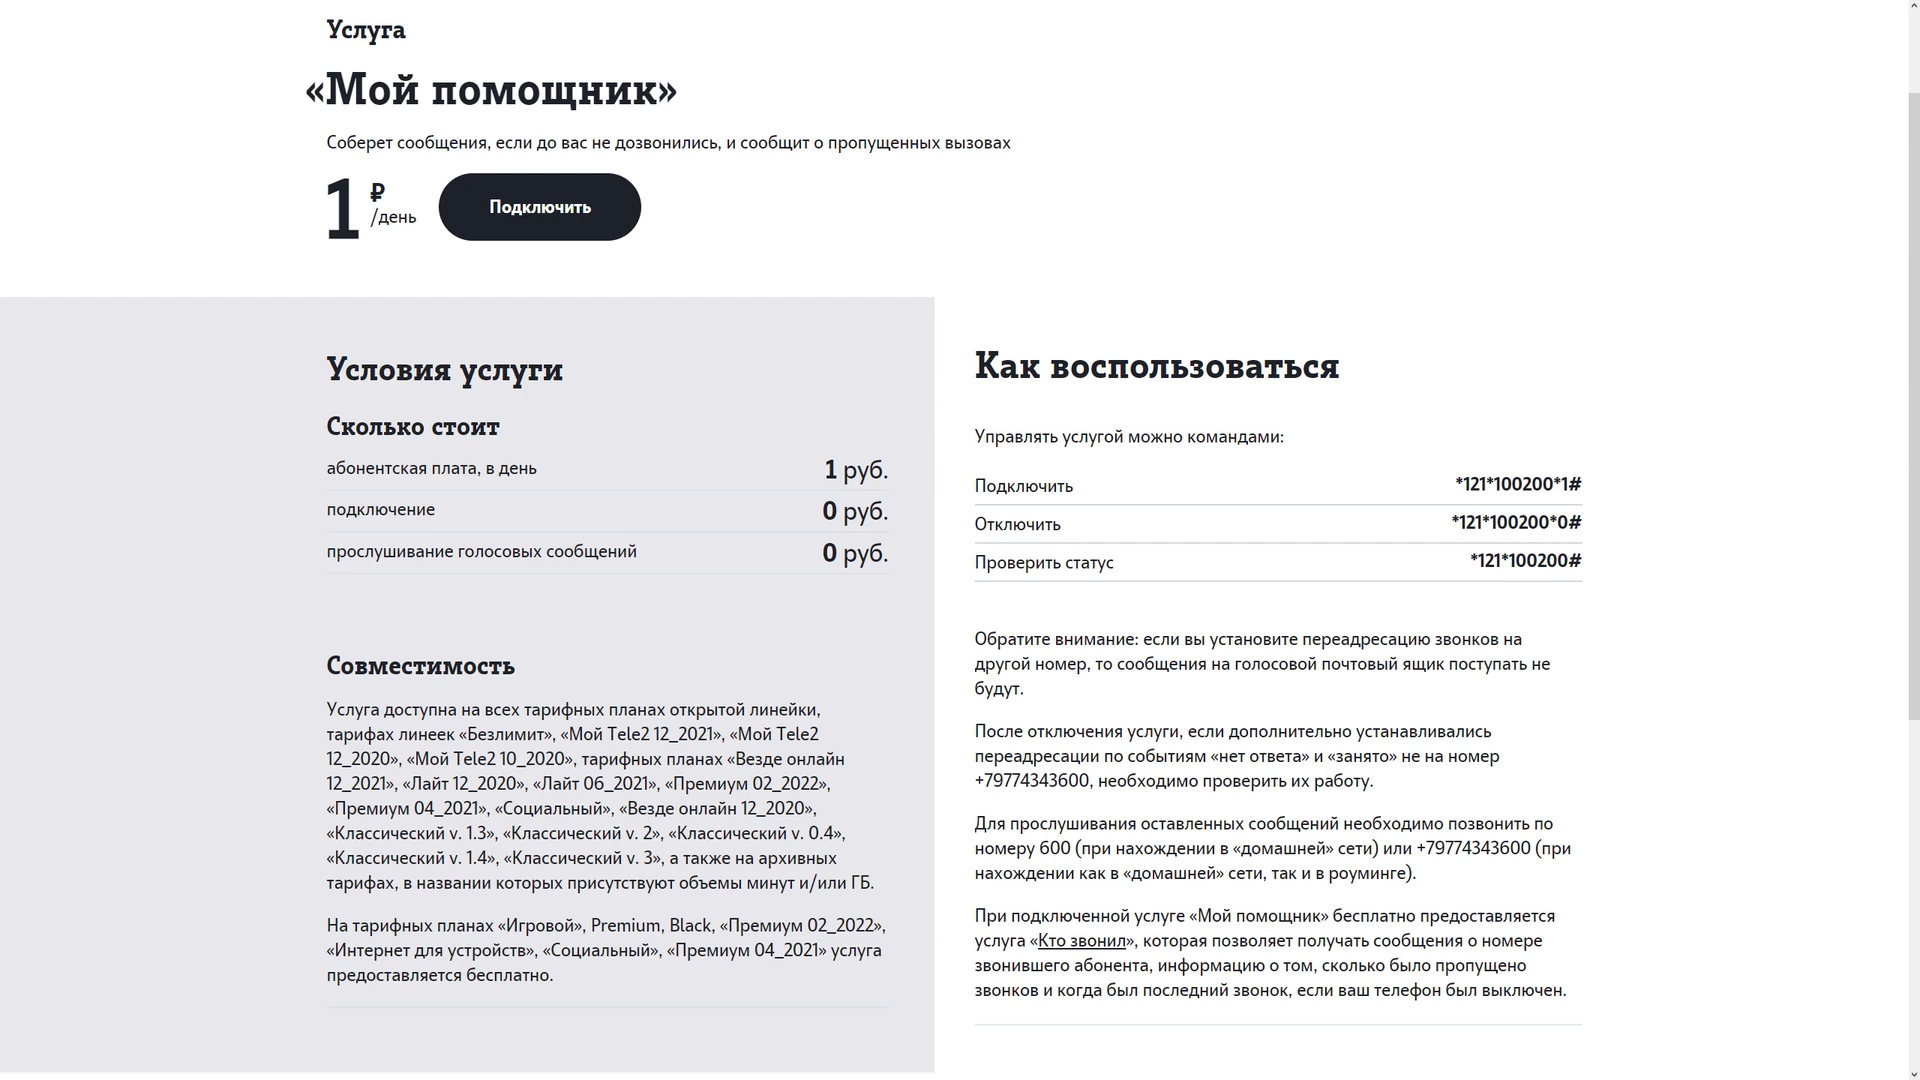 Услуга
«Мой помощник»
Соберет сообщения, если до вас не дозвонились, и сообщит о пропущенных вызовах
1 ₽
/день
Подключить
Условия услуги
Сколько стоит
абонентская плата, в день 1 руб.
подключение 0 руб.
прослушивание голосовых сообщений 0 руб.
Совместимость
Услуга доступна на всех тарифных планах открытой линейки,
тарифах линеек «Безлимит», «Мой Tele2 12_2021», «Мой Tele2
12_2020», «Мой Tele2 10_2020», тарифных планах «Везде онлайн
12_2021», «Лайт 12_2020», «Лайт 06_2021», «Премиум 02_2022»,
«Премиум 04_2021», «Социальный», «Везде онлайн 12_2020»,
«Классический v. 1.3», «Классический v. 2», «Классический v. 0.4»,
«Классический v. 1.4», «Классический v. 3», а также на архивных
тарифах, в названии которых присутствуют объемы минут и/или ГБ.
На тарифных планах «Игровой», Premium, Black, «Премиум 02_2022»,
«Интернет для устройств», «Социальный», «Премиум 04_2021» услуга
предоставляется бесплатно.
Как воспользоваться
Управлять услугой можно командами:
Подключить *121*100200*1#
Отключить *121*100200*0#
Проверить статус *121*100200#
Обратите внимание: если вы установите переадресацию звонков на
другой номер, то сообщения на голосовой почтовый ящик поступать не
будут.
После отключения услуги, если дополнительно устанавливались
переадресации по событиям «нет ответа» и «занято» не на номер
+79774343600, необходимо проверить их работу.
Для прослушивания оставленных сообщений необходимо позвонить по
номеру 600 (при нахождении в «домашней» сети) или +79774343600 (при
нахождении как в «домашней» сети, так и в роуминге).
При подключенной услуге «Мой помощник» бесплатно предоставляется
услуга «Кто звонил», которая позволяет получать сообщения о номере
звонившего абонента, информацию о том, сколько было пропущено
звонков и когда был последний звонок, если ваш телефон был выключен.